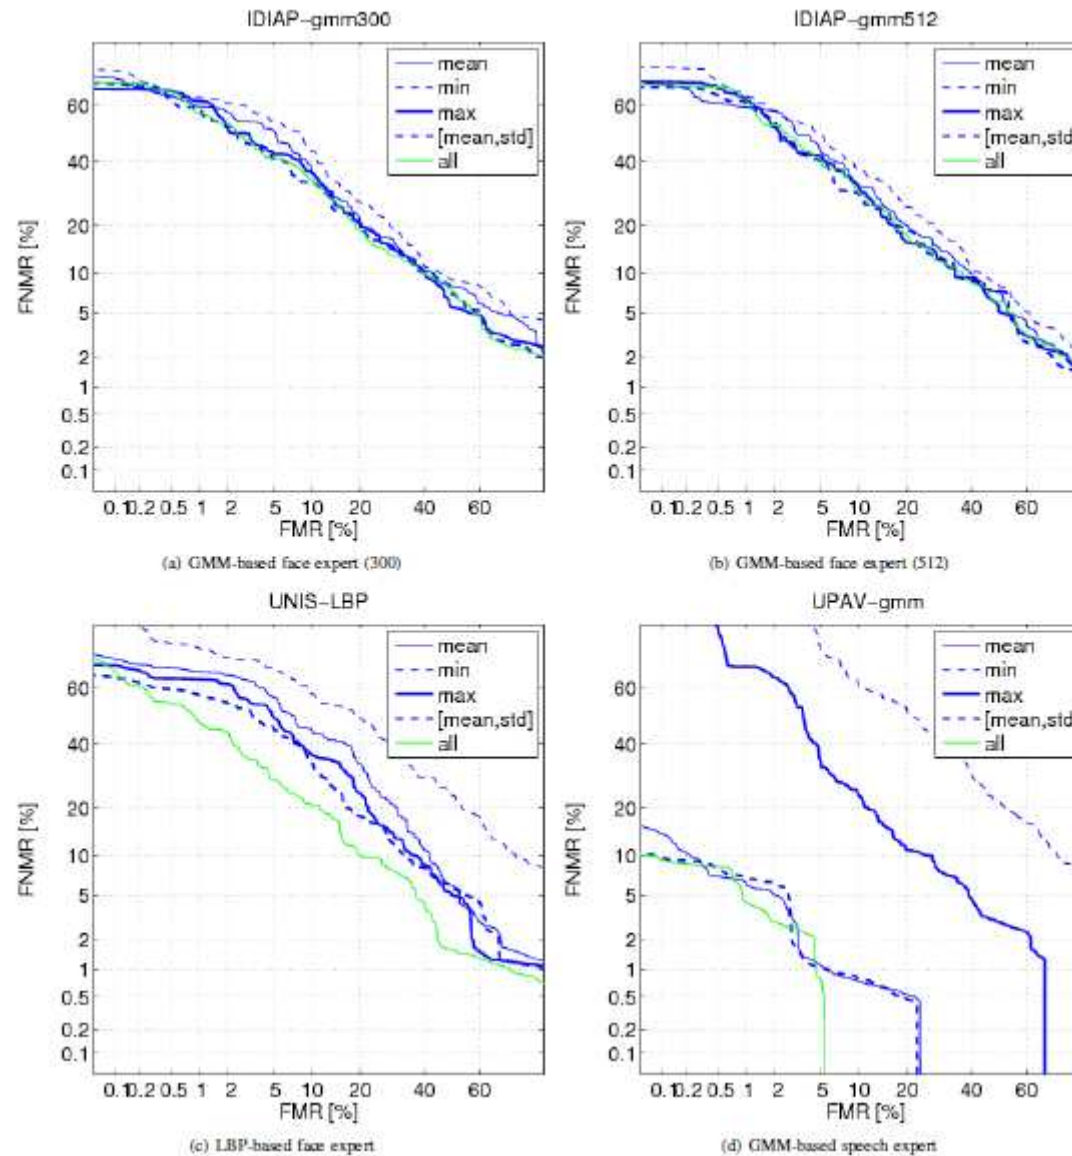 IDIAP-gmm300
mean
min
max
[mean,std]
all
FNMR [%]
60
40
20
10
5
2
1
0.5
0.2
0.1
0.1 0.2 0.5 1 2 5 10 20 40 60
FMR [%]
(a) GMM-based face expert (300)
IDIAP-gmm512
mean
min
max
[mean,std
all
FNMR [%]
60
40
20
10
5
2
1
0.5
0.2
0.1
0.1 0.2 0.5 1 2 5 10 20 40 60
FMR [%]
(b) GMM-based face expert (512)
UNIS-LBP
mean
min
max
[mean,std]
all
FNMR [%]
60
40
20
10
5
2
1
0.5
0.2
0.1
0.1 0.2 0.5 1 2 5 10 20 40 60
FMR [%]
(c) LBP-based face expert
UPAV-gmm
mean
min
max
[mean,std
all
FNMR [%]
60
40
20
10
5
2
1
0.5
0.2
0.1
0.1 0.2 0.5 1 2 5 10 20 40 60
FMR [%]
(d) GMM-based speech expert